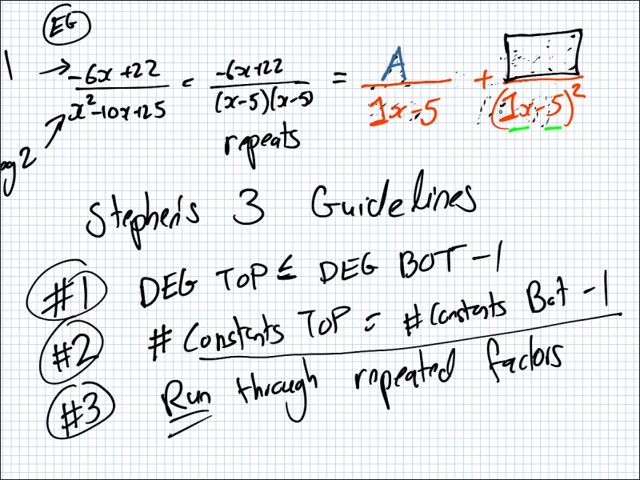 EG
1 → -6x+22 / x²-10x+25 = -6x+22 / (x-5)(x-5) = A / 1x-5 + / (1x-5)²
repeats
2
Stephen's 3 Guidelines
#1 DEG TOP ≤ DEG BOT -1
#2 # Constants TOP = # Constants Bot -1
#3 Run through repeated factors